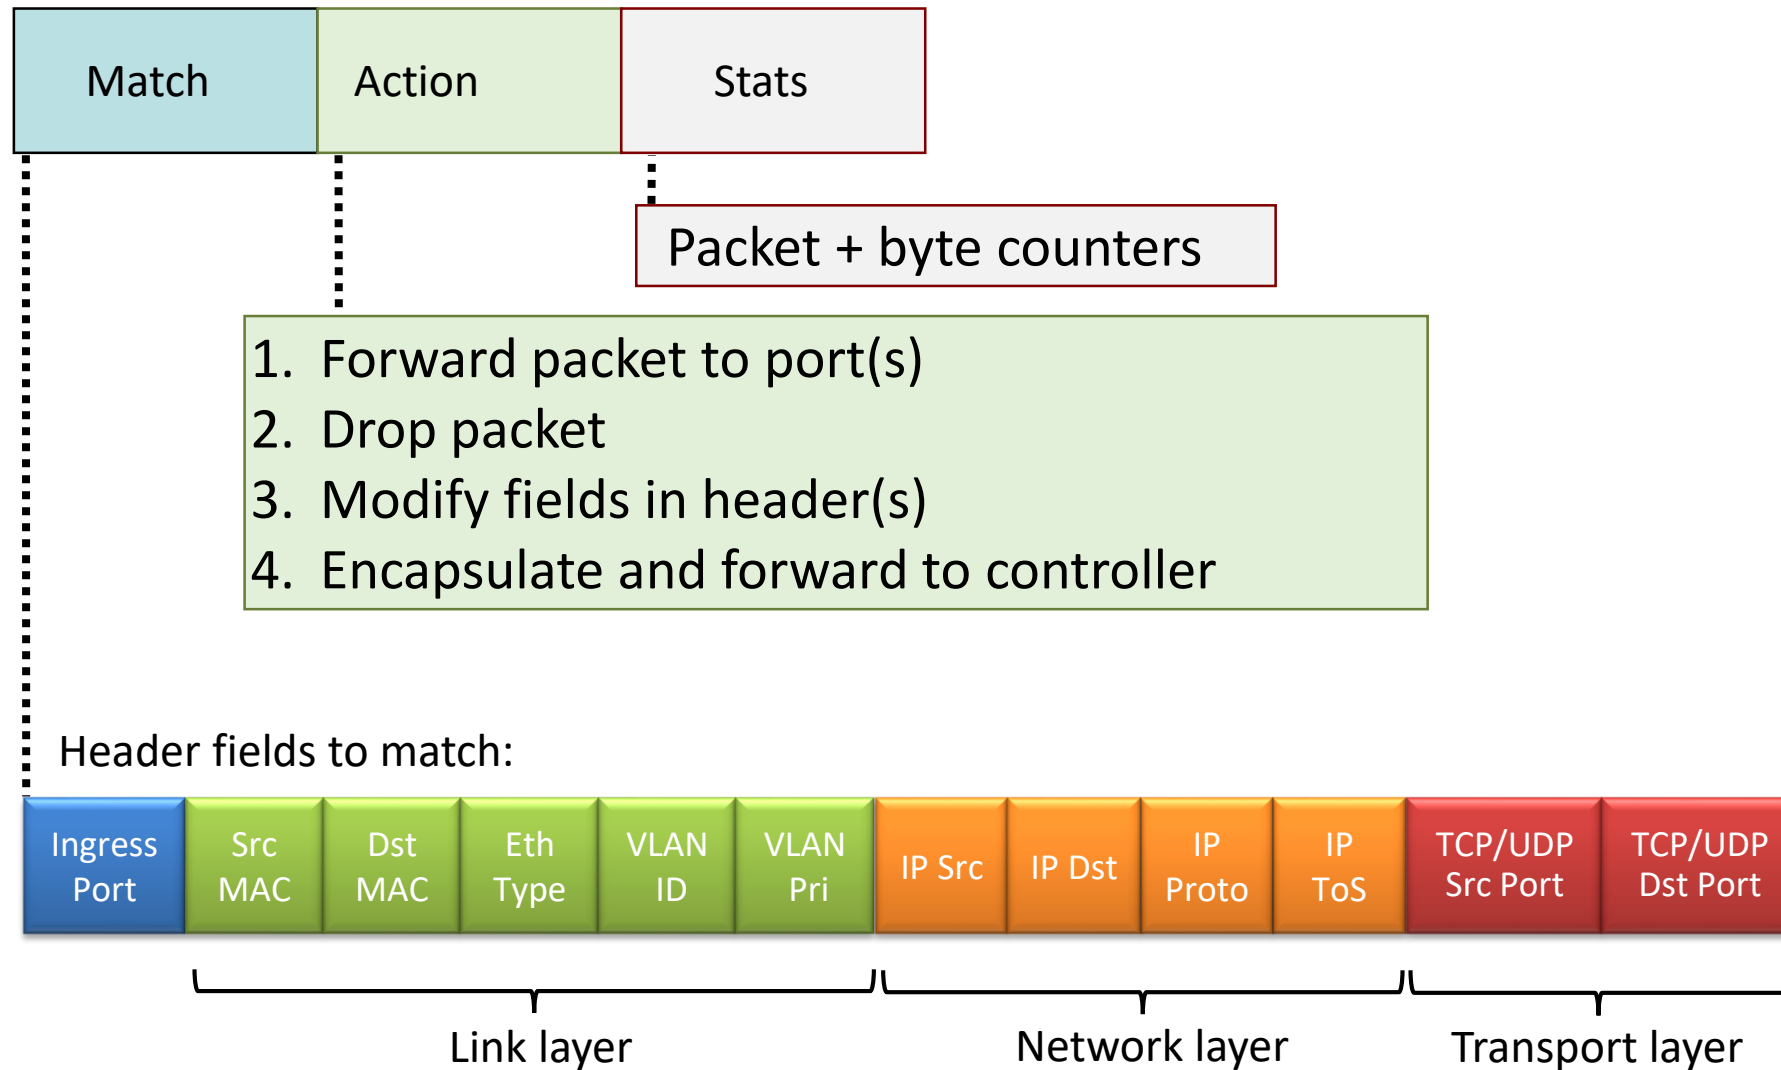 Match Action Stats
Packet + byte counters
1. Forward packet to port(s)
2. Drop packet
3. Modify fields in header(s)
4. Encapsulate and forward to controller
Header fields to match:
Ingress
Port
Src
MAC
Dst
MAC
Eth
Type
VLAN
ID
VLAN
Pri
IP Src
IP Dst
IP
Proto
IP
ToS
TCP/UDP
Src Port
TCP/UDP
Dst Port
Link layer
Network layer
Transport layer